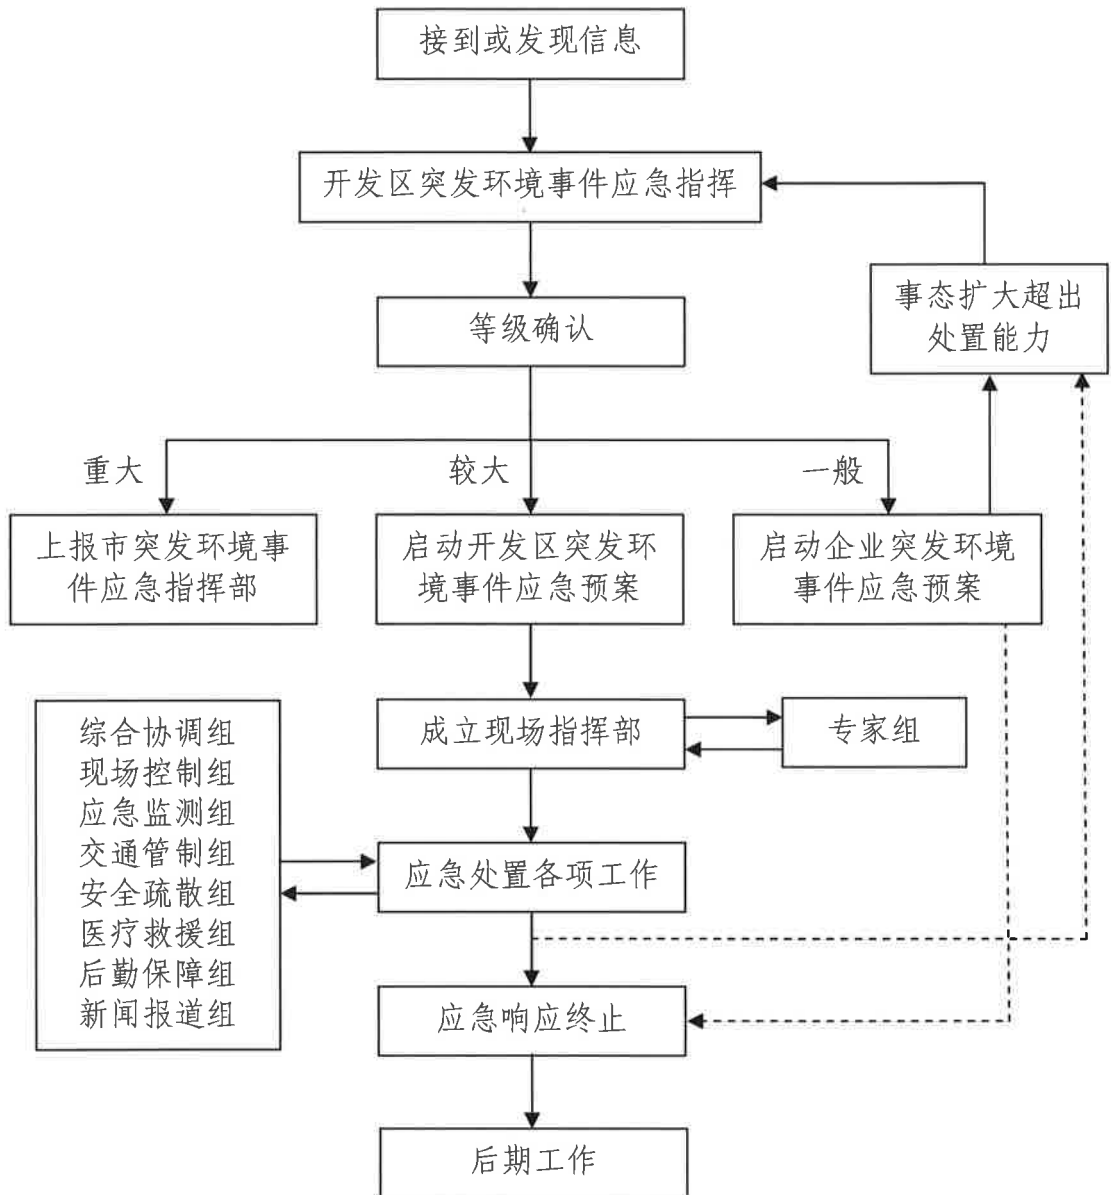 接到或发现信息
开发区突发环境事件应急指挥
事态扩大超出
处置能力
等级确认
重大
较大
一般
上报市突发环境事
件应急指挥部
启动开发区突发环
境事件应急预案
启动企业突发环境
事件应急预案
综合协调组
现场控制组
应急监测组
交通管制组
安全疏散组
医疗救援组
后勤保障组
新闻报道组
成立现场指挥部
专家组
应急处置各项工作
应急响应终止
后期工作